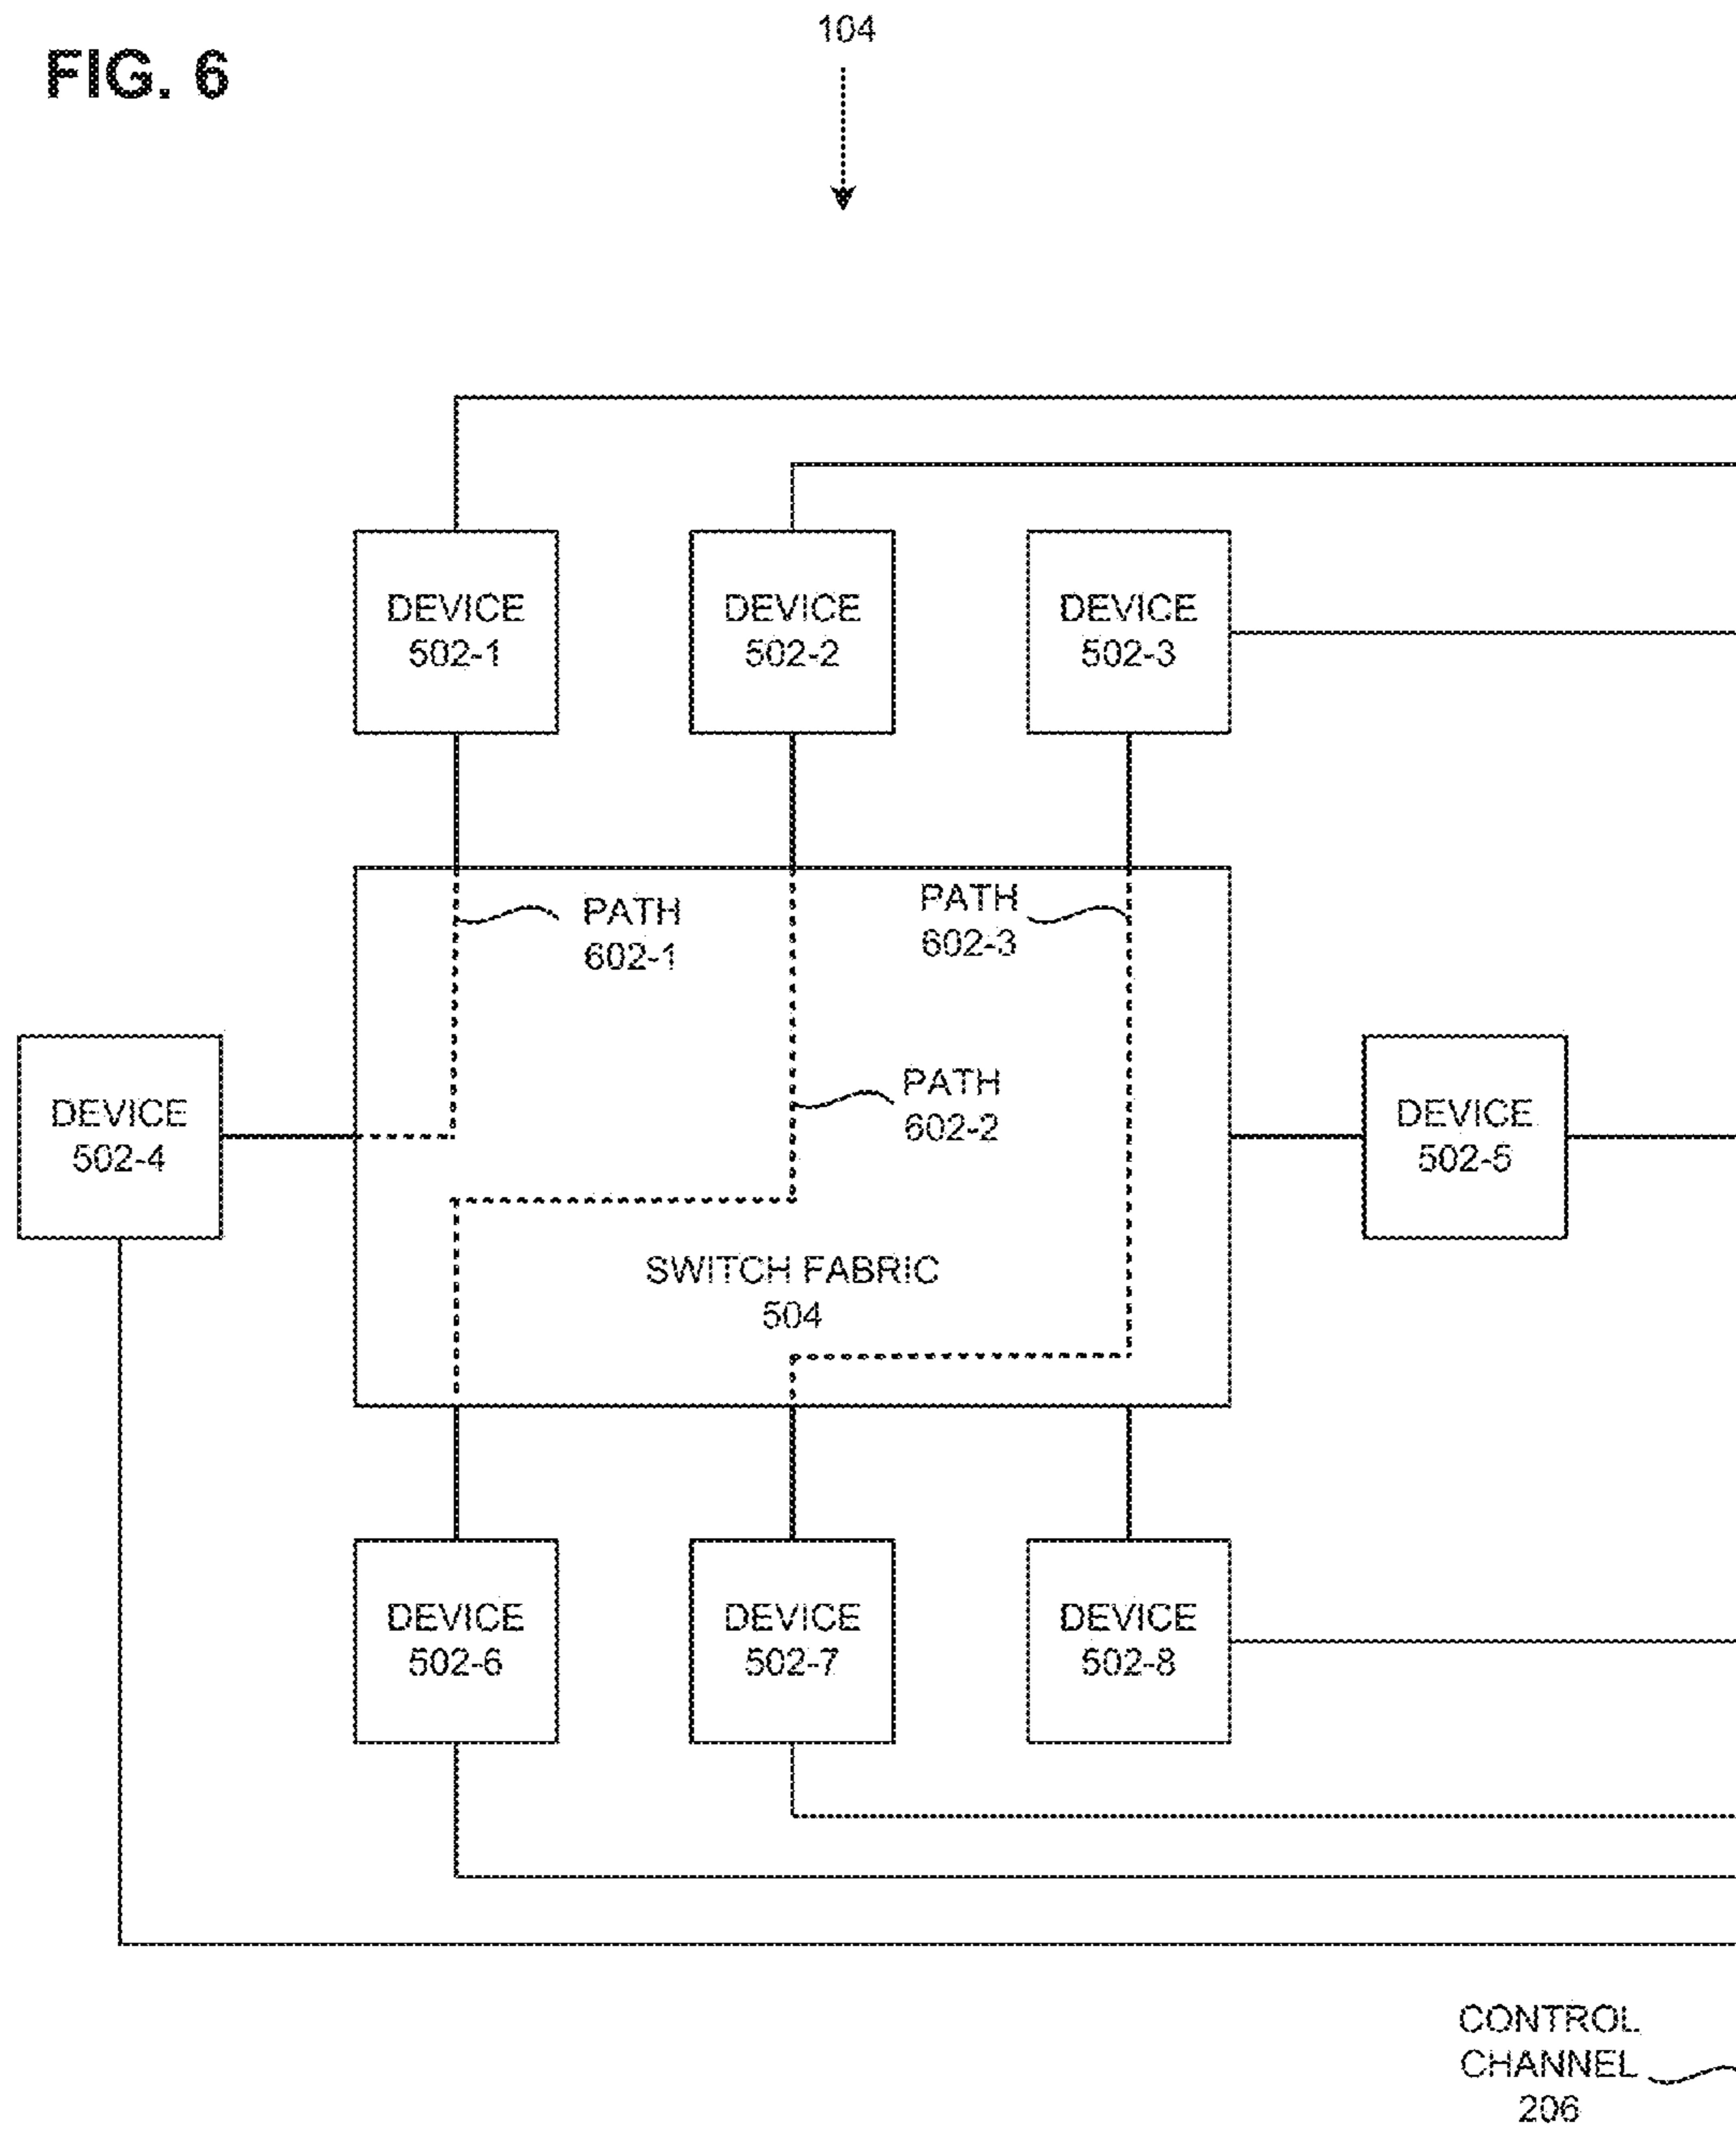 FIG. 6
104
DEVICE
502-1
DEVICE
502-2
DEVICE
502-3
PATH
602-1
PATH
602-3
PATH
602-2
DEVICE
502-4
DEVICE
502-5
SWITCH FABRIC
504
DEVICE
502-6
DEVICE
502-7
DEVICE
502-8
CONTROL
CHANNEL
206